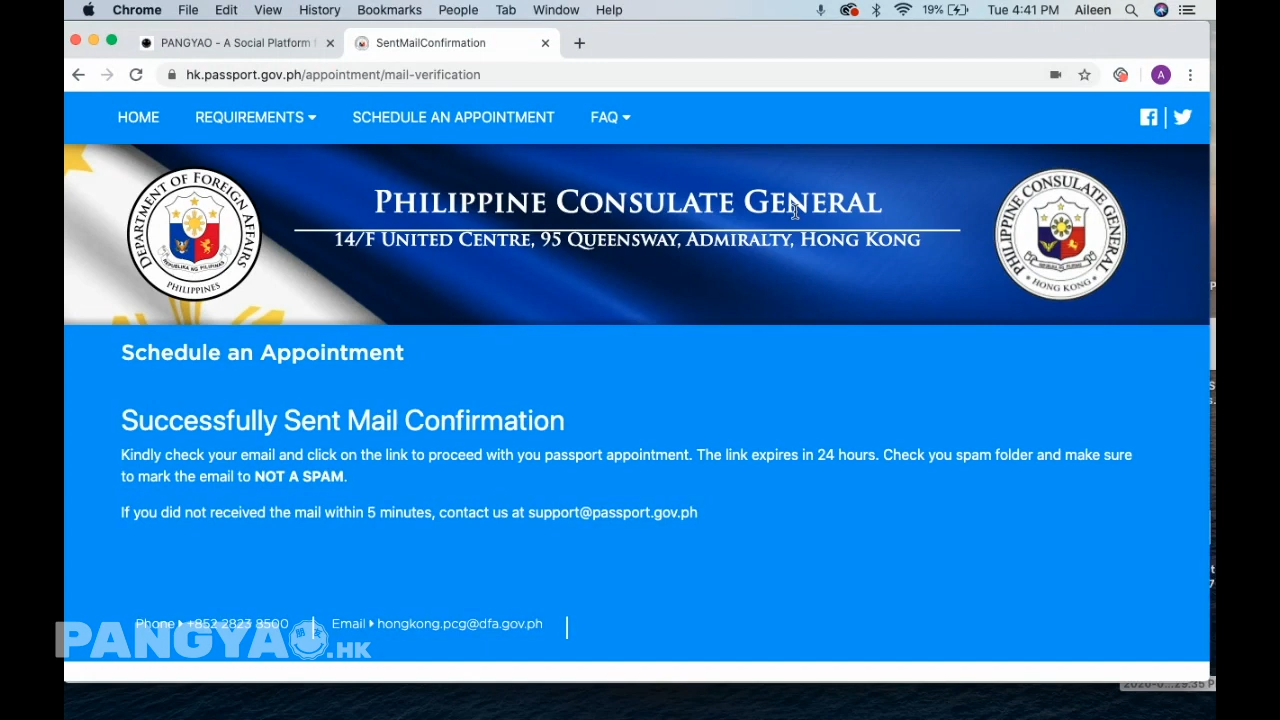 Chrome File Edit View History Bookmarks People Tab Window Help 19% Tue 4:41 PM Aileen
PANGYAO - A Social Platform f
SentMailConfirmation
hk.passport.gov.ph/appointment/mail-verification
A
HOME REQUIREMENTS SCHEDULE AN APPOINTMENT FAQ
DEPARTMENT OF FOREIGN AFFAIRS
REPUBLIKA NG PILIPINAS
PHILIPPINES
PHILIPPINE CONSULATE GENERAL
14/F UNITED CENTRE, 95 QUEENSWAY, ADMIRALTY, HONG KONG
PHILIPPINE CONSULATE GENERAL
HONG KONG
Schedule an Appointment
Successfully Sent Mail Confirmation
Kindly check your email and click on the link to proceed with you passport appointment. The link expires in 24 hours. Check you spam folder and make sure
to mark the email to NOT A SPAM.
If you did not received the mail within 5 minutes, contact us at support@passport.gov.ph
Phone +852 2823 8500 Email hongkong.pcg@dfa.gov.ph
PANGYAO.HK